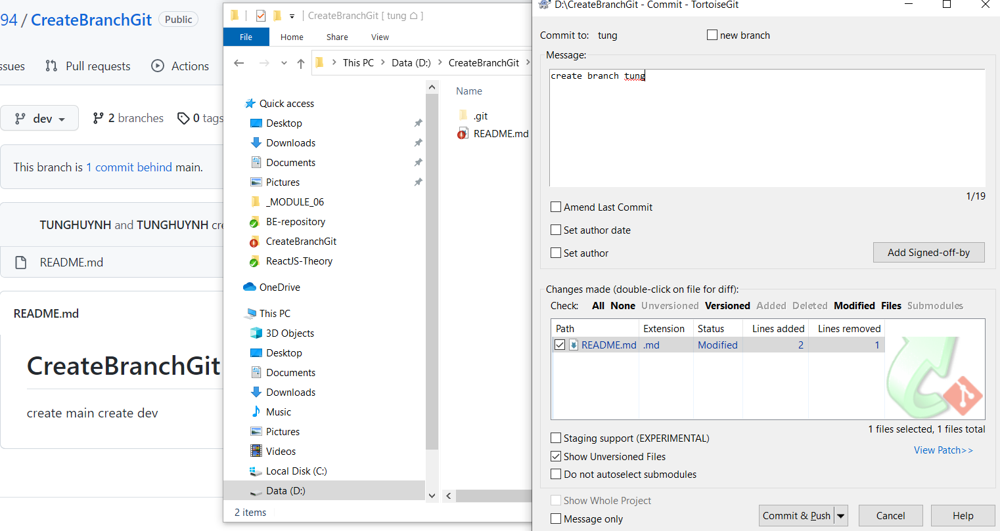 94 / CreateBranchGit Public
ssues Pull requests Actions
dev 2 branches 0 tags
This branch is 1 commit behind main.
TUNGHUYNH and TUNGHUYNH cre
README.md
README.md
CreateBranchGit
create main create dev
CreateBranchGit [ tung ]
File Home Share View
This PC Data (D:) CreateBranchGit
Quick access
Desktop
Downloads
Documents
Pictures
_MODULE_06
BE-repository
CreateBranchGit
ReactJS-Theory
OneDrive
This PC
3D Objects
Desktop
Documents
Downloads
Music
Pictures
Videos
Local Disk (C:)
Data (D:)
Name
.git
README.md
2 items
D:\CreateBranchGit - Commit - TortoiseGit
Commit to: tung new branch
Message:
create branch tung
1/19
Amend Last Commit
Set author date
Set author
Add Signed-off-by
Changes made (double-click on file for diff):
Check: All None Unversioned Versioned Added Deleted Modified Files Submodules
Path Extension Status Lines added Lines removed
README.md .md Modified 2 1
1 files selected, 1 files total
Staging support (EXPERIMENTAL)
View Patch>>
Show Unversioned Files
Do not autoselect submodules
Show Whole Project
Message only
Commit & Push Cancel Help